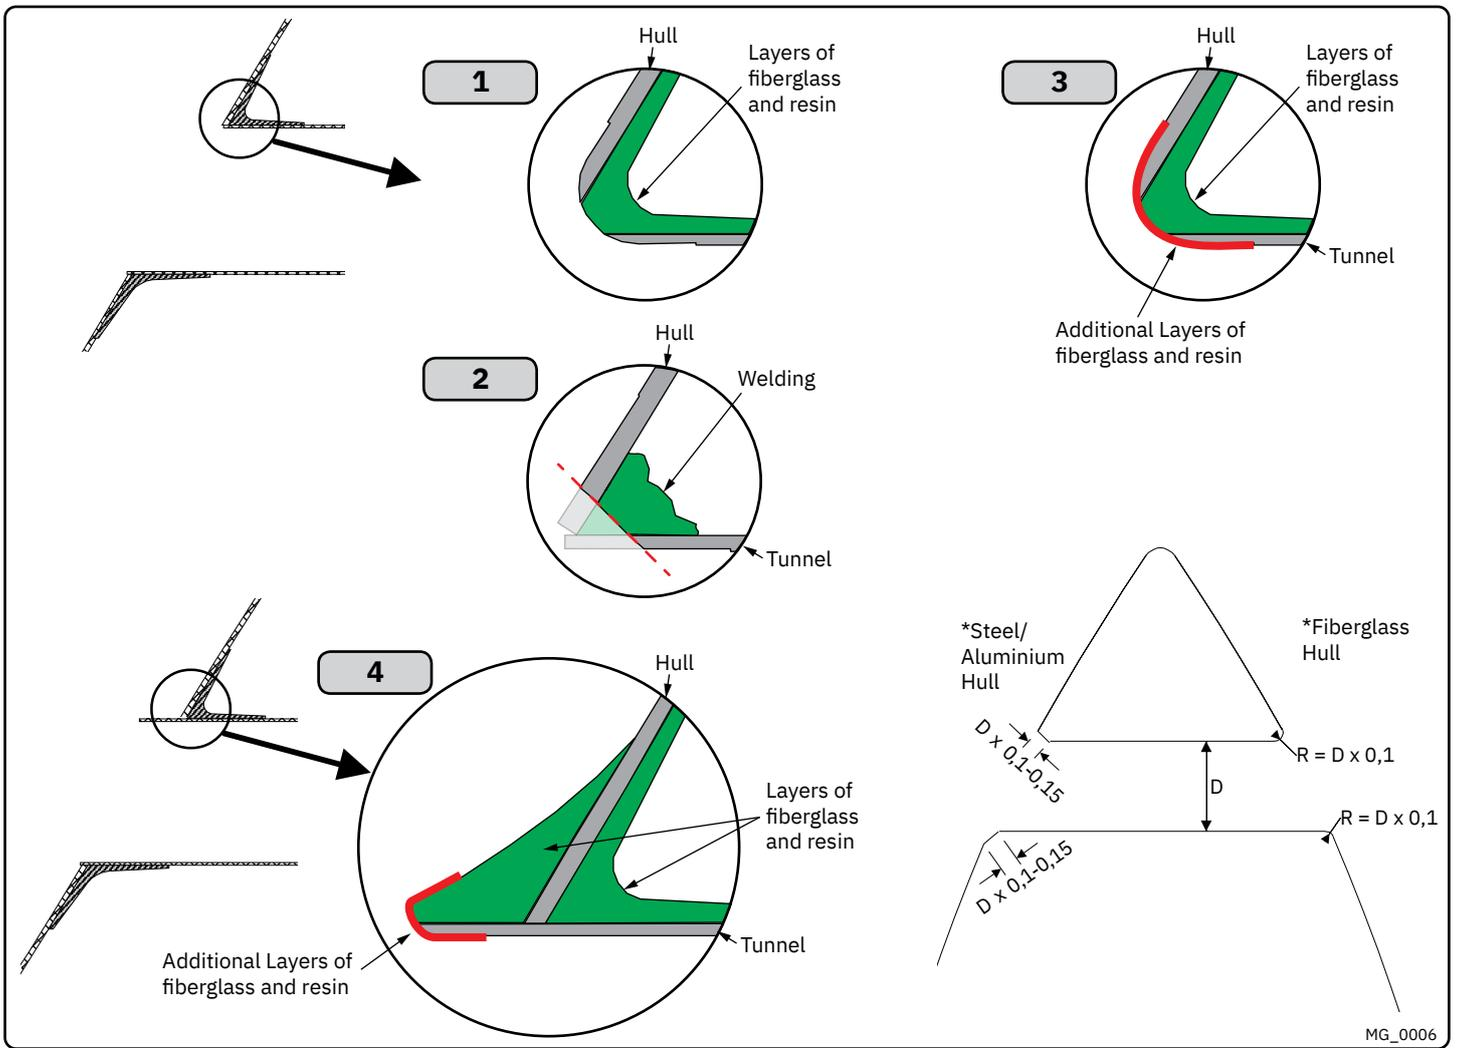 1
Hull
Layers of
fiberglass
and resin
3
Hull
Layers of
fiberglass
and resin
Tunnel
Additional Layers of
fiberglass and resin
2
Hull
Welding
Tunnel
4
Hull
Layers of
fiberglass
and resin
Tunnel
Additional Layers of
fiberglass and resin
*Steel/
Aluminium
Hull
*Fiberglass
Hull
D x 0,1-0,15
R = D x 0,1
D
R = D x 0,1
D x 0,1-0,15
MG_0006